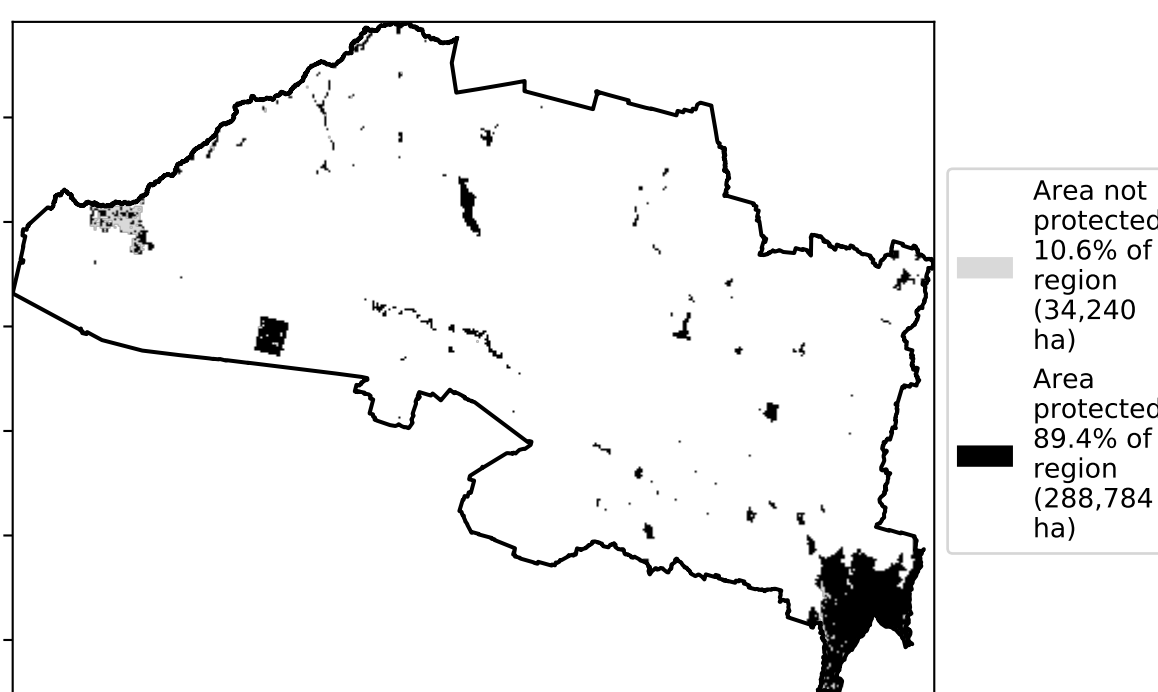 Area not
protected
10.6% of
region
(34,240
ha)
Area
protected
89.4% of
region
(288,784
ha)